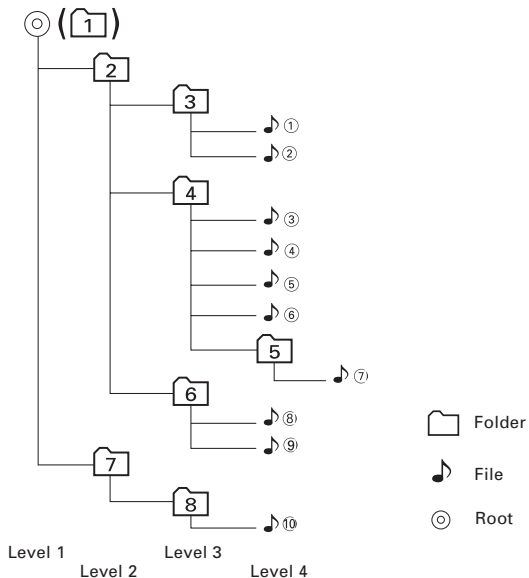 (1)
2
3
①
②
4
③
④
⑤
⑥
5
⑦
6
⑧
⑨
7
8
⑩
Folder
File
Root
Level 1
Level 2
Level 3
Level 4